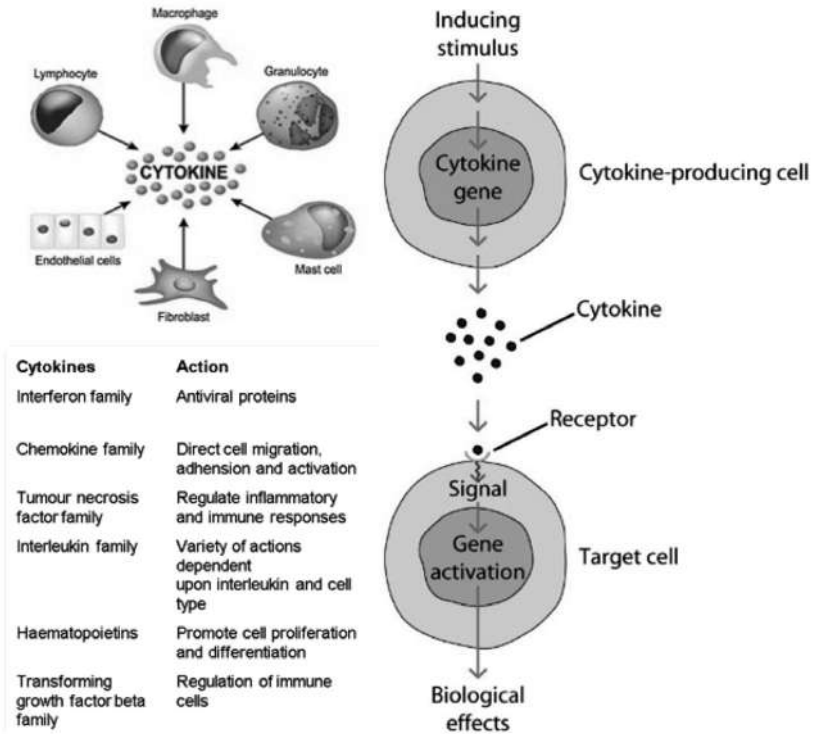 Macrophage
Lymphocyte
Granulocyte
CYTOKINE
Endothelial cells
Mast cell
Fibroblast
Cytokines Action
Interferon family Antiviral proteins
Chemokine family Direct cell migration,
adhension and activation
Tumour necrosis Regulate inflammatory
factor family and immune responses
Interleukin family Variety of actions
dependent
upon interleukin and cell
type
Haematopoietins Promote cell proliferation
and differentiation
Transforming Regulation of immune
growth factor beta cells
family
Inducing
stimulus
Cytokine
gene
Cytokine-producing cell
Cytokine
Receptor
Signal
Gene
activation
Target cell
Biological
effects